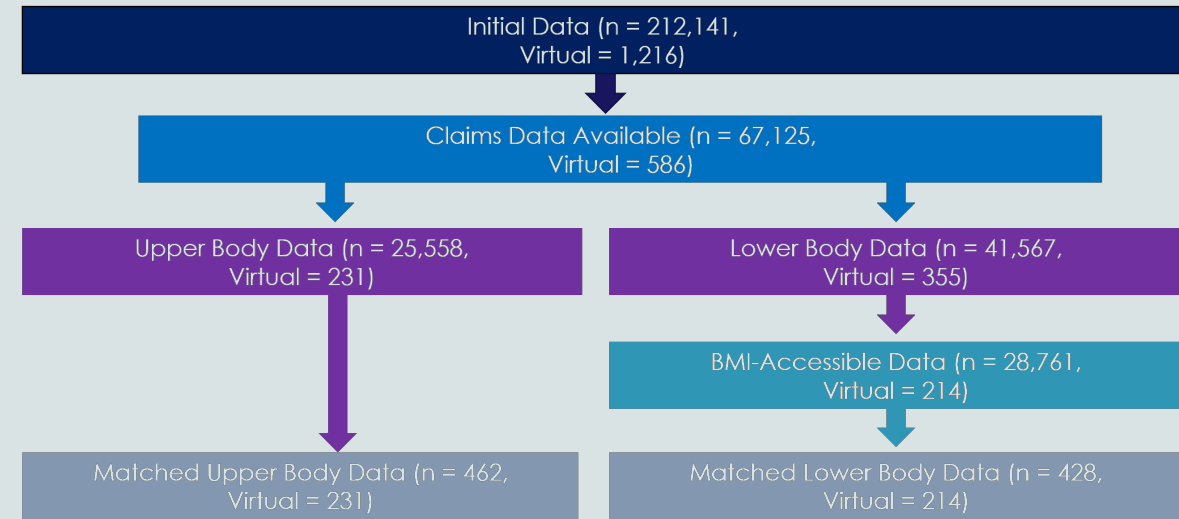 Initial Data (n = 212,141,
Virtual = 1,216)
Claims Data Available (n = 67,125,
Virtual = 586)
Upper Body Data (n = 25,558,
Virtual = 231)
Lower Body Data (n = 41,567,
Virtual = 355)
BMI-Accessible Data (n = 28,761,
Virtual = 214)
Matched Upper Body Data (n = 462,
Virtual = 231)
Matched Lower Body Data (n = 428,
Virtual = 214)